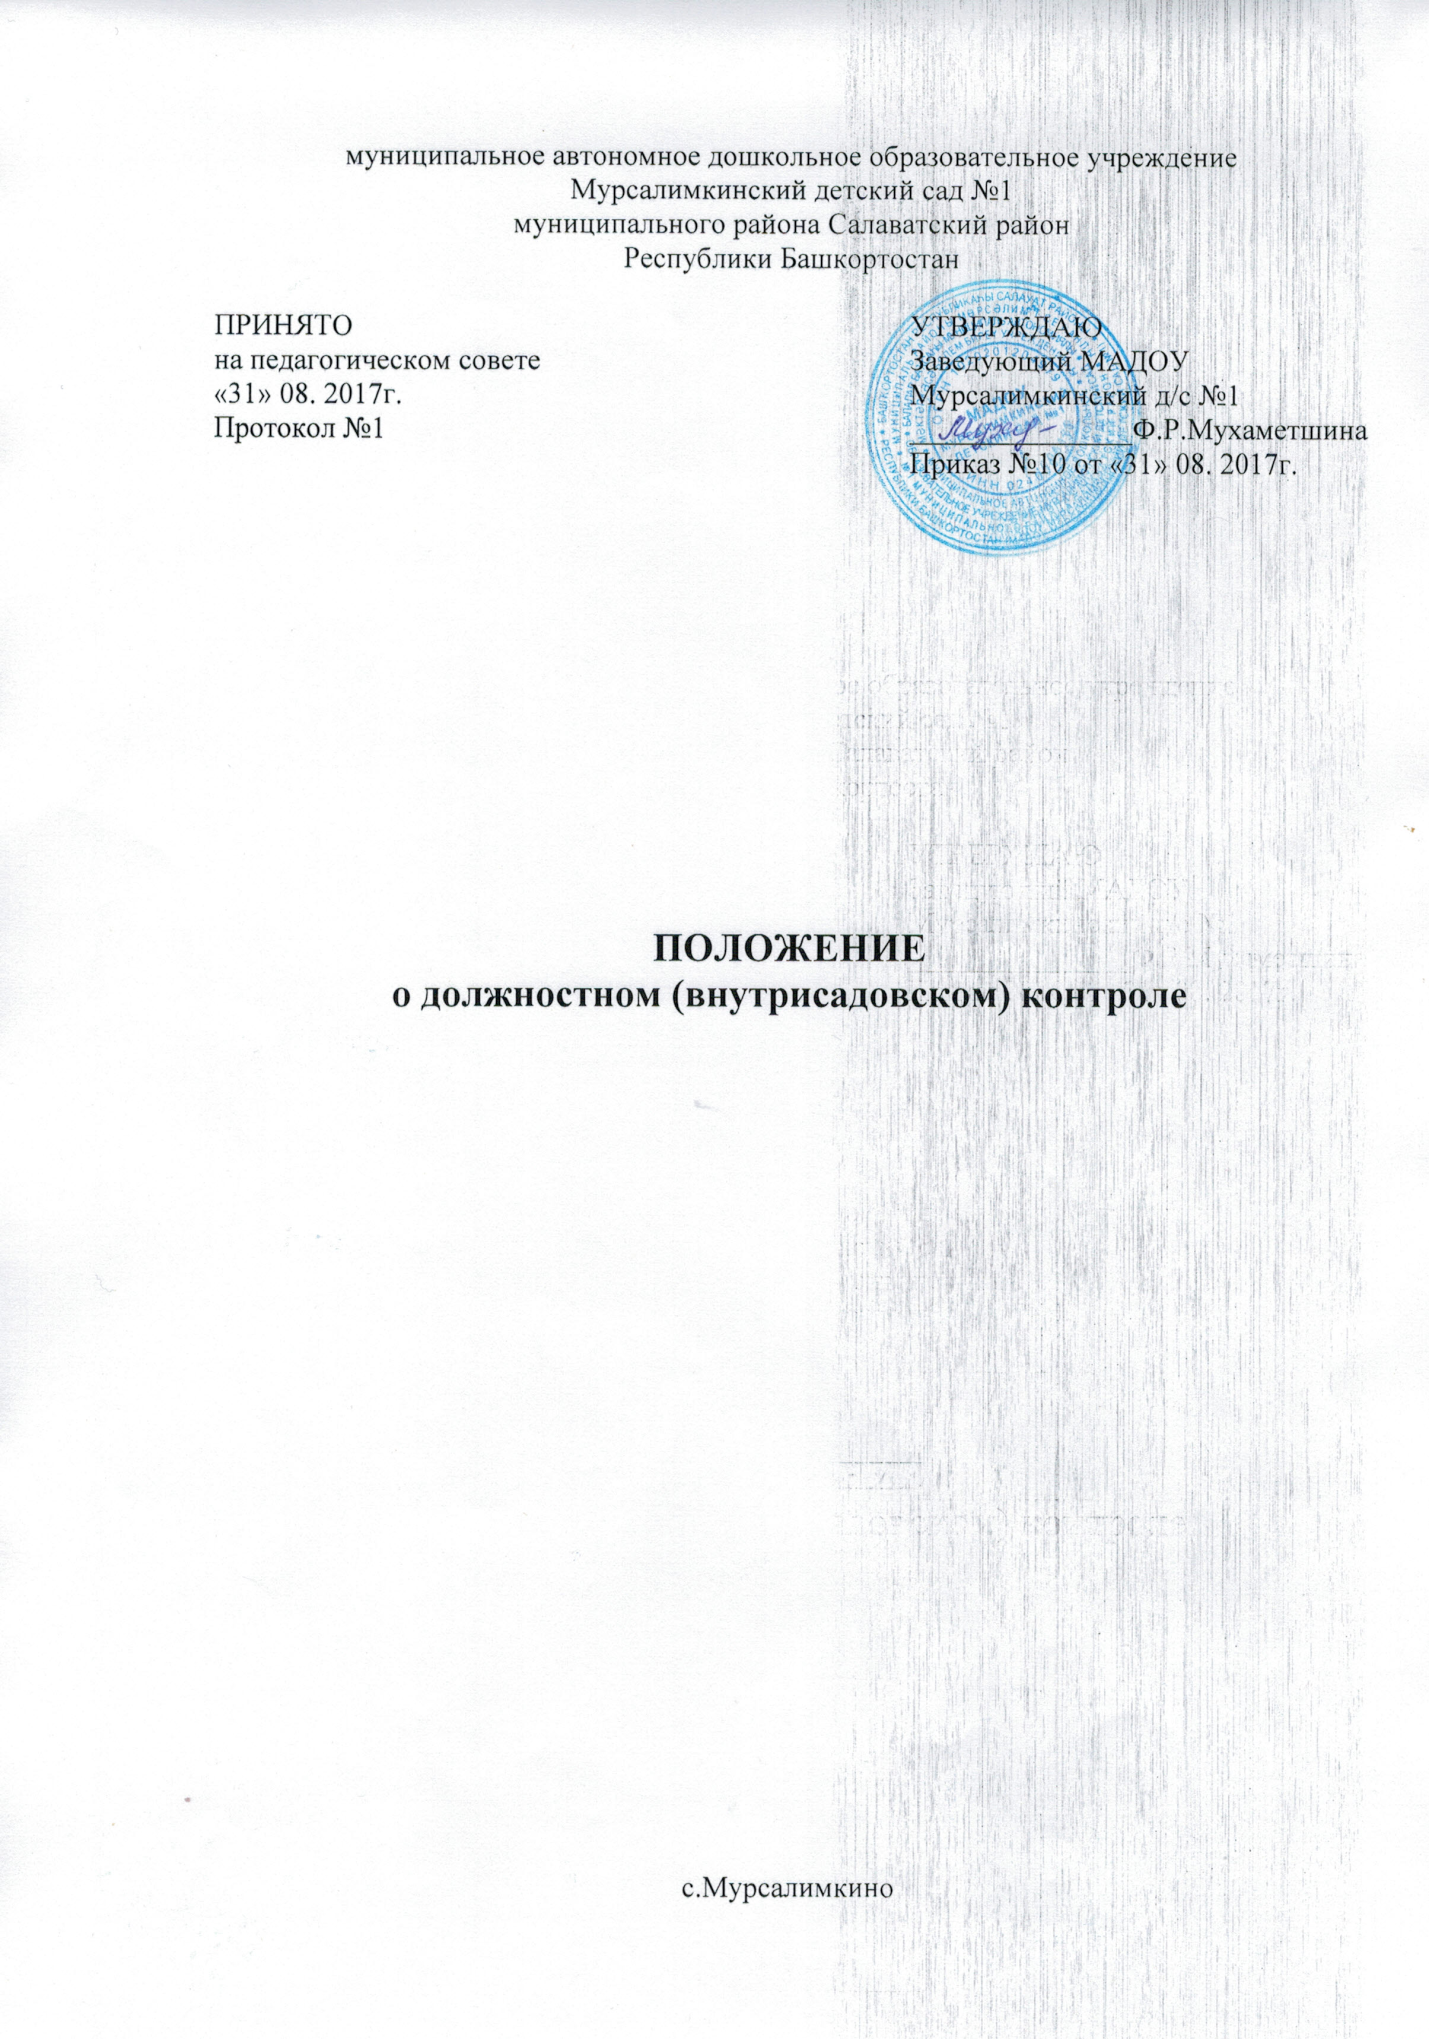 муниципальное автономное дошкольное образовательное учреждение
Мурсалимкинский детский сад №1
муниципального района Салаватский район
Республики Башкортостан
ПРИНЯТО
на педагогическом совете
«31» 08. 2017г.
Протокол №1
УТВЕРЖДАЮ
Заведующий МАДОУ
Мурсалимкинский д/с №1
Ф.Р.Мухаметшина
Приказ №10 от «31» 08. 2017г.
ПОЛОЖЕНИЕ
о должностном (внутрисадовском) контроле
с.Мурсалимкино